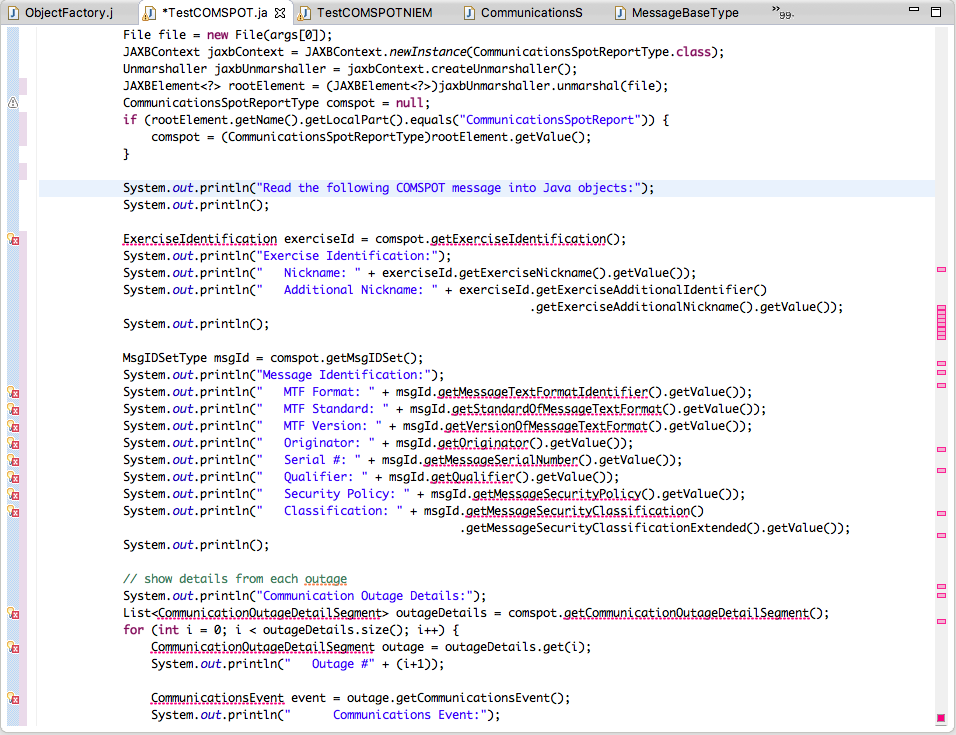 ObjectFactory.j *TestCOMSPOT.ja TestCOMSPOTNIEM CommunicationsS MessageBaseType »99-
File file = new File(args[0]);
JAXBContext jaxbContext = JAXBContext.newInstance(CommunicationsSpotReportType.class);
Unmarshaller jaxbUnmarshaller = jaxbContext.createUnmarshaller();
JAXBElement<?> rootElement = (JAXBElement<?>)jaxbUnmarshaller.unmarshal(file);
CommunicationsSpotReportType comspot = null;
if (rootElement.getName().getLocalPart().equals("CommunicationsSpotReport")) {
comspot = (CommunicationsSpotReportType)rootElement.getValue();
}
System.out.println("Read the following COMSPOT message into Java objects:");
System.out.println();
ExerciseIdentification exerciseId = comspot.getExerciseIdentification();
System.out.println("Exercise Identification:");
System.out.println("   Nickname: " + exerciseId.getExerciseNickname().getValue());
System.out.println("   Additional Nickname: " + exerciseId.getExerciseAdditionalIdentifier()
.getExerciseAdditionalNickname().getValue());
System.out.println();
MsgIDSetType msgId = comspot.getMsgIDSet();
System.out.println("Message Identification:");
System.out.println("   MTF Format: " + msgId.getMessageTextFormatIdentifier().getValue());
System.out.println("   MTF Standard: " + msgId.getStandardOfMessageTextFormat().getValue());
System.out.println("   MTF Version: " + msgId.getVersionOfMessageTextFormat().getValue());
System.out.println("   Originator: " + msgId.getOriginator().getValue());
System.out.println("   Serial #: " + msgId.getMessageSerialNumber().getValue());
System.out.println("   Qualifier: " + msgId.getQualifier().getValue());
System.out.println("   Security Policy: " + msgId.getMessageSecurityPolicy().getValue());
System.out.println("   Classification: " + msgId.getMessageSecurityClassification()
.getMessageSecurityClassificationExtended().getValue());
System.out.println();
// show details from each outage
System.out.println("Communication Outage Details:");
List<CommunicationOutageDetailSegment> outageDetails = comspot.getCommunicationOutageDetailSegment();
for (int i = 0; i < outageDetails.size(); i++) {
CommunicationOutageDetailSegment outage = outageDetails.get(i);
System.out.println("   Outage #" + (i+1));
CommunicationsEvent event = outage.getCommunicationsEvent();
System.out.println("      Communications Event:");